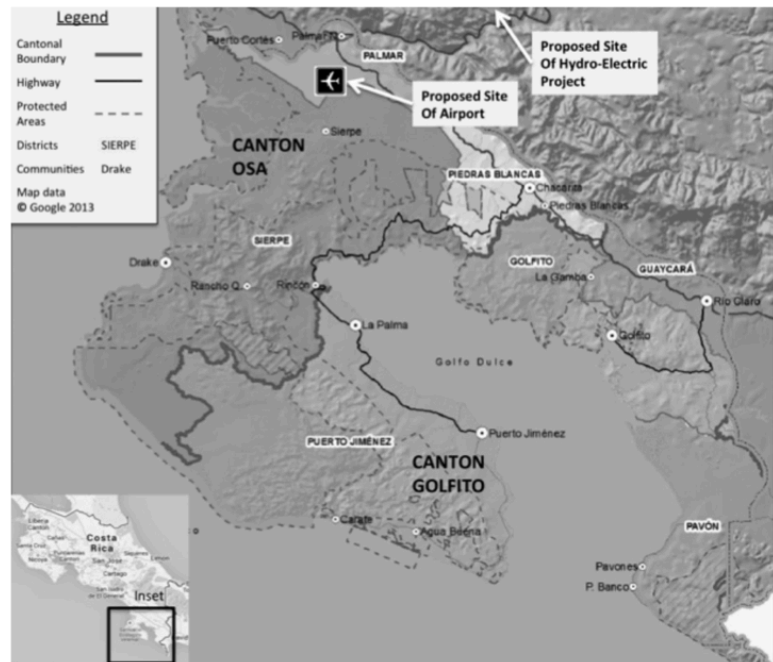 Legend
Cantonal
Boundary
Highway
Protected
Areas
Districts SIERPE
Communities Drake
Map data
© Google 2013
Puerto Cortés
Palmar
PALMAR
Proposed Site
Of Hydro-Electric
Project
Proposed Site
Of Airport
Sierpe
CANTON
OSA
PIEDRAS BLANCAS
Chacarita
Piedras Blancas
SIERPE
GOLFITO
GUAYCARÁ
Drake
Rancho Q.
Rincón
La Gamba
Río Claro
La Palma
Golfito
Golfo Dulce
Puerto Jiménez
PUERTO JIMÉNEZ
CANTON
GOLFITO
Carate
Agua Buena
PAVÓN
Pavones
P. Banco
Costa
Rica
San José
Cartago
Inset